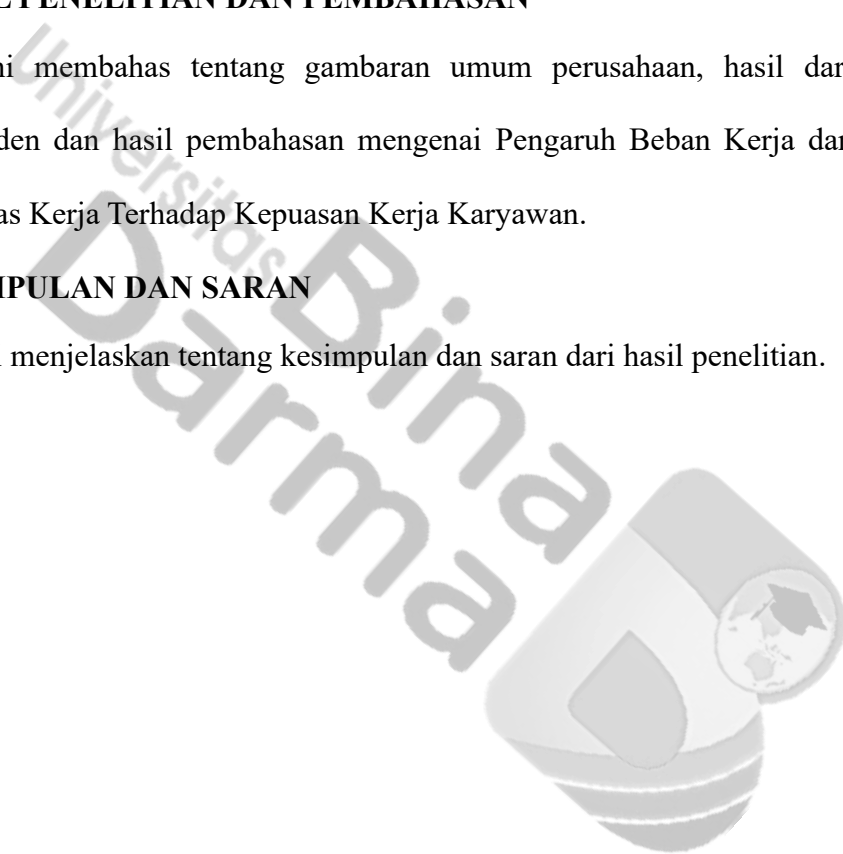 PENELITIAN DAN PEMBAHASAN
membahas tentang gambaran umum perusahaan, hasil dar
den dan hasil pembahasan mengenai Pengaruh Beban Kerja dar
as Kerja Terhadap Kepuasan Kerja Karyawan.
IPULAN DAN SARAN
menjelaskan tentang kesimpulan dan saran dari hasil penelitian.
Universitas
Bina
Darma